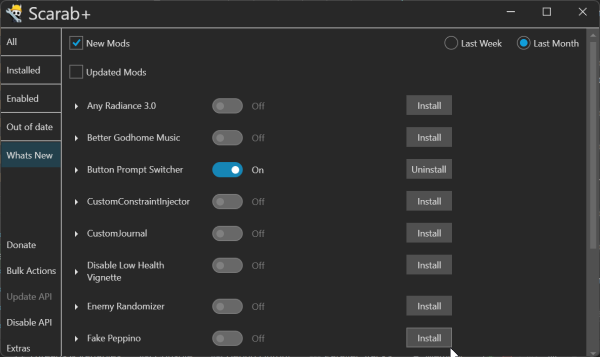 Scarab+
All
Installed
Enabled
Out of date
Whats New
Donate
Bulk Actions
Update API
Disable API
Extras
New Mods
Last Week
Last Month
Updated Mods
Any Radiance 3.0 Off Install
Better Godhome Music Off Install
Button Prompt Switcher On Uninstall
CustomConstraintInjector Off Install
CustomJournal Off Install
Disable Low Health
Vignette Off Install
Enemy Randomizer Off Install
Fake Peppino Off Install